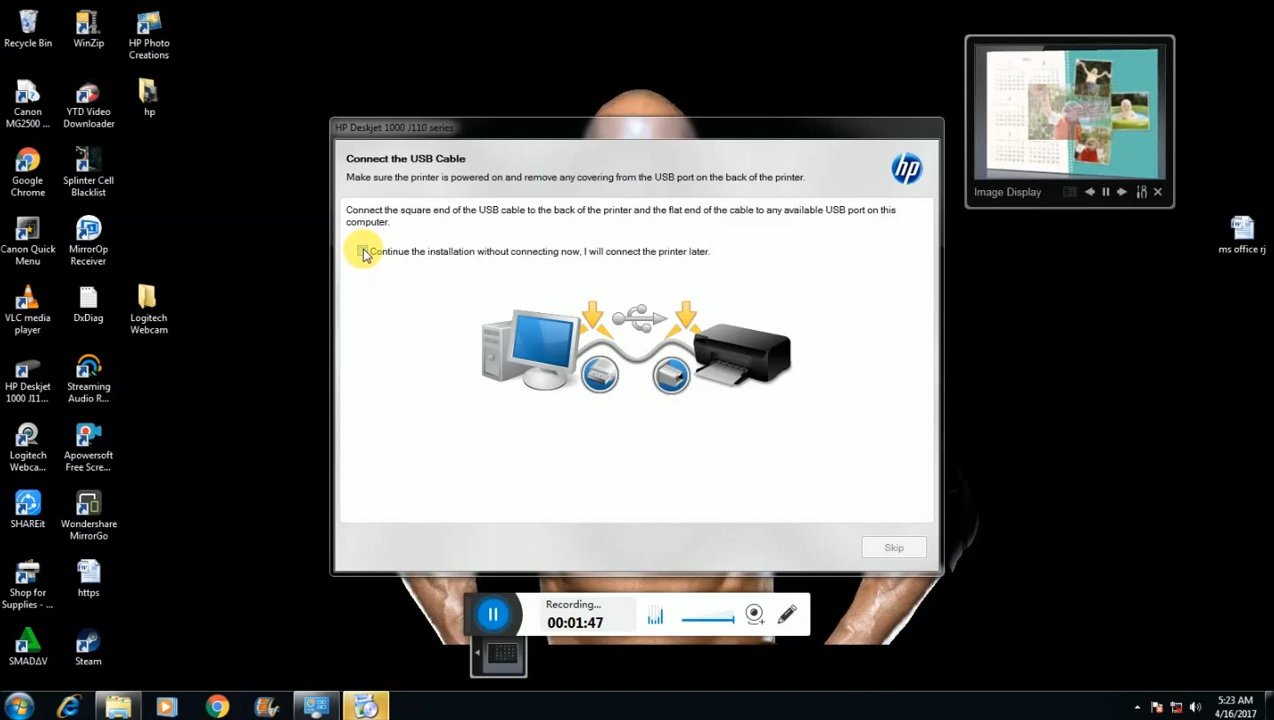 Recycle Bin
WinZip
HP Photo
Creations
Canon
MG2500 ...
YTD Video
Downloader
hp
Google
Chrome
Splinter Cell
Blacklist
Canon Quick
Menu
MirrorOp
Receiver
VLC media
player
DxDiag
Logitech
Webcam
HP Deskjet
1000 J11...
Streaming
Audio R...
Logitech
Webca...
Apowersoft
Free Scre...
SHAREit
Wondershare
MirrorGo
Shop for
Supplies - ...
https
SMADΔV
Steam
HP Deskjet 1000 J110 series
Connect the USB Cable
Make sure the printer is powered on and remove any covering from the USB port on the back of the printer.
hp
Connect the square end of the USB cable to the back of the printer and the flat end of the cable to any available USB port on this
computer.
Continue the installation without connecting now, I will connect the printer later.
Skip
Recording...
00:01:47
Image Display
ms office rj
5:23 AM
4/16/2017